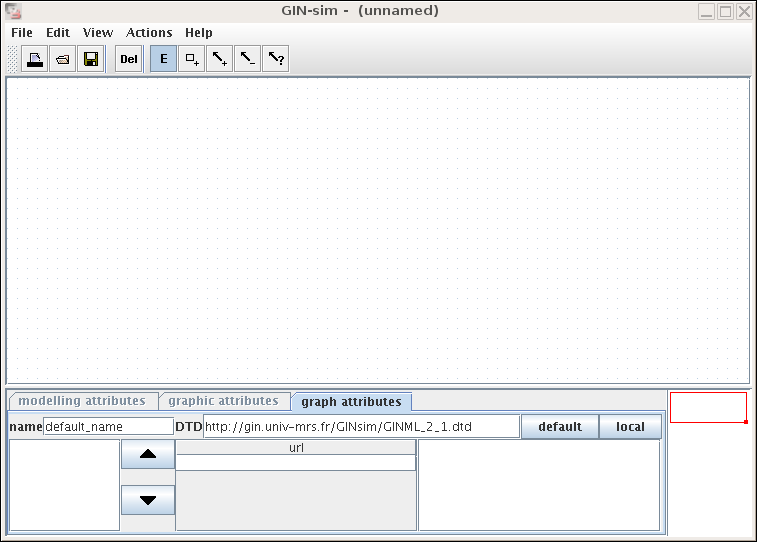 GIN-sim - (unnamed)
File Edit View Actions Help
Del E + + - ?
modelling attributes graphic attributes graph attributes
name default_name DTD http://gin.univ-mrs.fr/GINsim/GINML_2_1.dtd default local
url